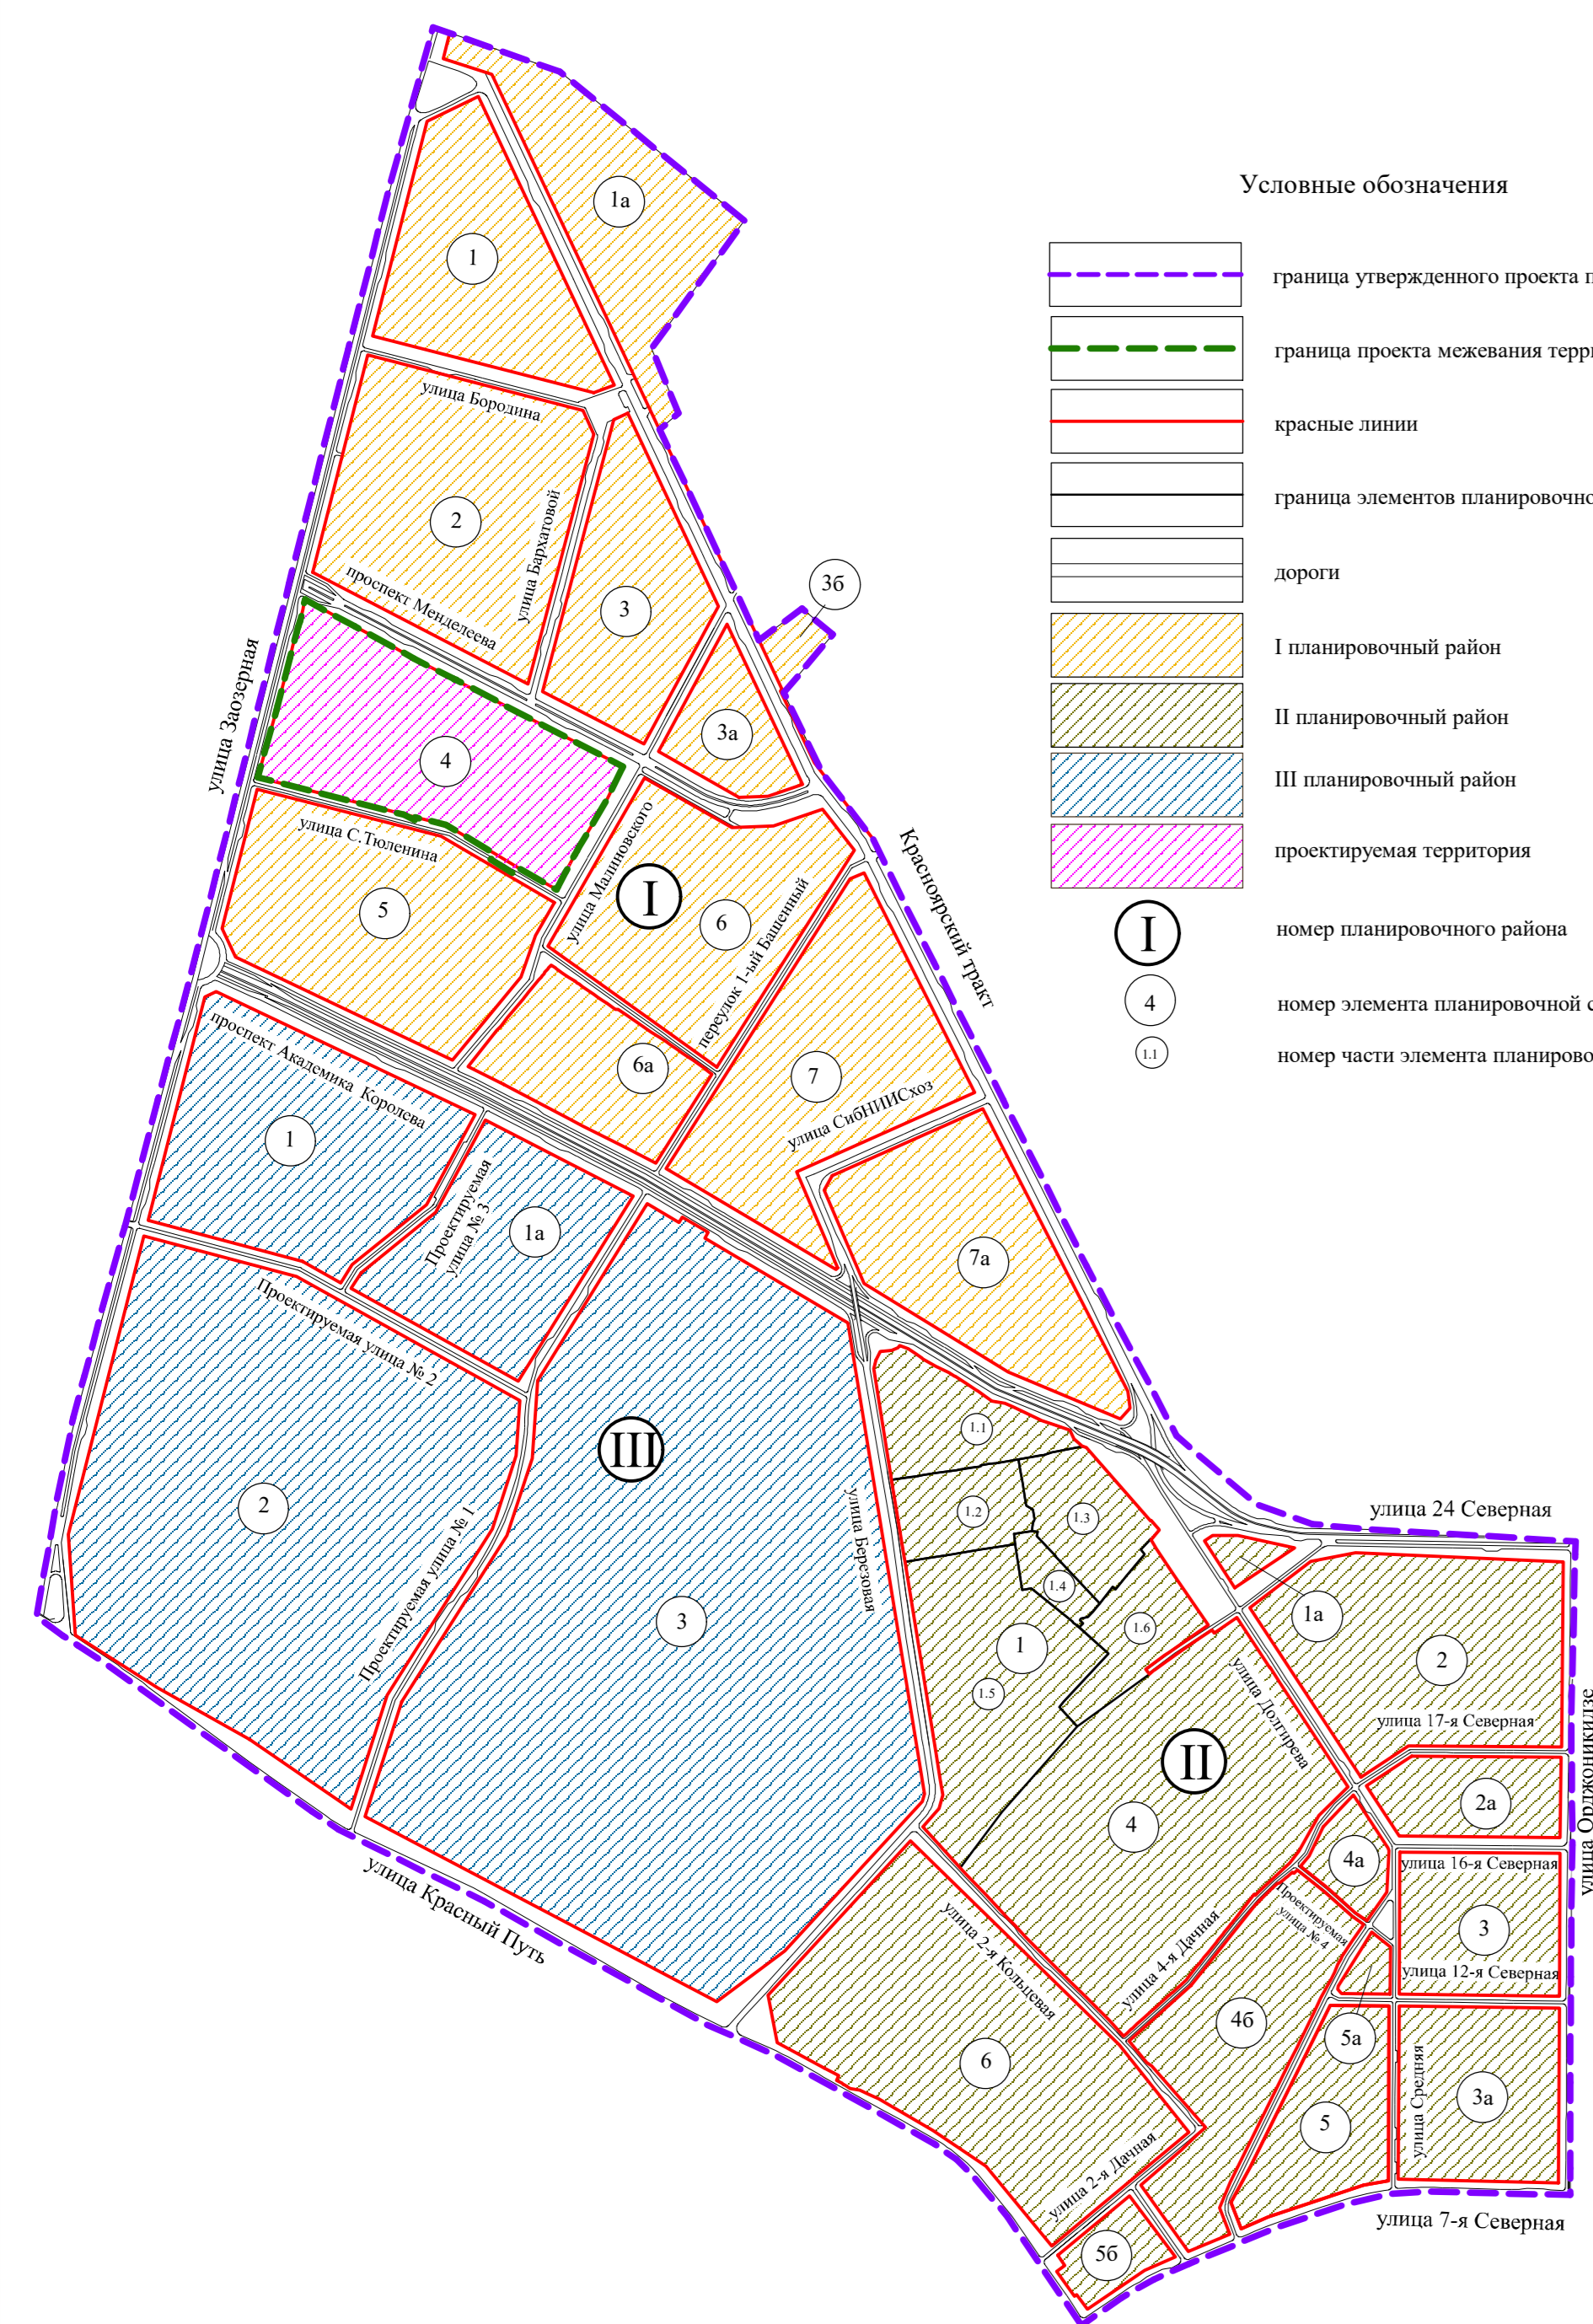 Условные обозначения
граница утвержденного проекта п
граница проекта межевания терр
красные линии
граница элементов планировочно
дороги
I планировочный район
II планировочный район
III планировочный район
проектируемая территория
I
номер планировочного района
4
номер элемента планировочной с
1.1
номер части элемента планирово
1а
1
улица Бородина
2
улица Бархатовой
3
3б
проспект Менделеева
улица Заозерная
3а
4
улица С.Тюленина
улица Малиновского
I
5
6
переулок 1-ый Башенный
Красноярский тракт
6а
7
улица СибНИИСхоз
проспект Академика Королева
1
Проектируемая
улица № 3
1а
7а
Проектируемая улица № 2
III
1.1
2
1.2
1.3
улица 24 Северная
Проектируемая улица № 1
улица Березовая
1.4
3
1
1.6
1а
2
1.5
улица Долгирева
улица 17-я Северная
улица Орджоникидзе
II
2а
4
4а
улица 16-я Северная
улица Красный Путь
улица 2-я Кольцевая
улица 4-я Дачная
Проектируемая
улица № 4
3
улица 12-я Северная
4б
5а
6
5
улица Средняя
3а
улица 2-я Дачная
улица 7-я Северная
5б